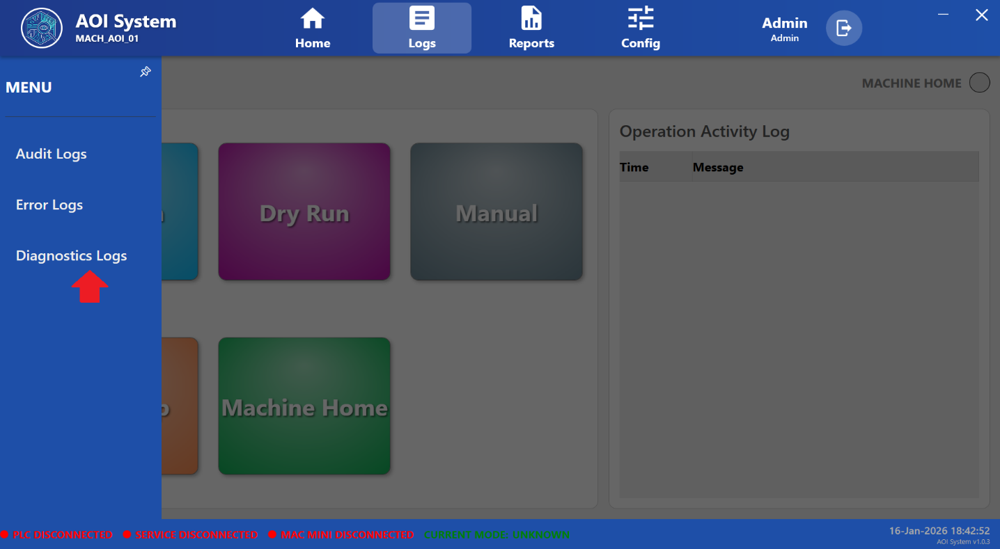 AOI System
MACH_AOI_01
Home
Logs
Reports
Config
Admin
Admin
MENU
Audit Logs
Error Logs
Diagnostics Logs
MACHINE HOME
Dry Run
Manual
Machine Home
Operation Activity Log
Time Message
PLC DISCONNECTED SERVICE DISCONNECTED MAC MINI DISCONNECTED CURRENT MODE: UNKNOWN
16-Jan-2026 18:42:52
AOI System v1.0.3